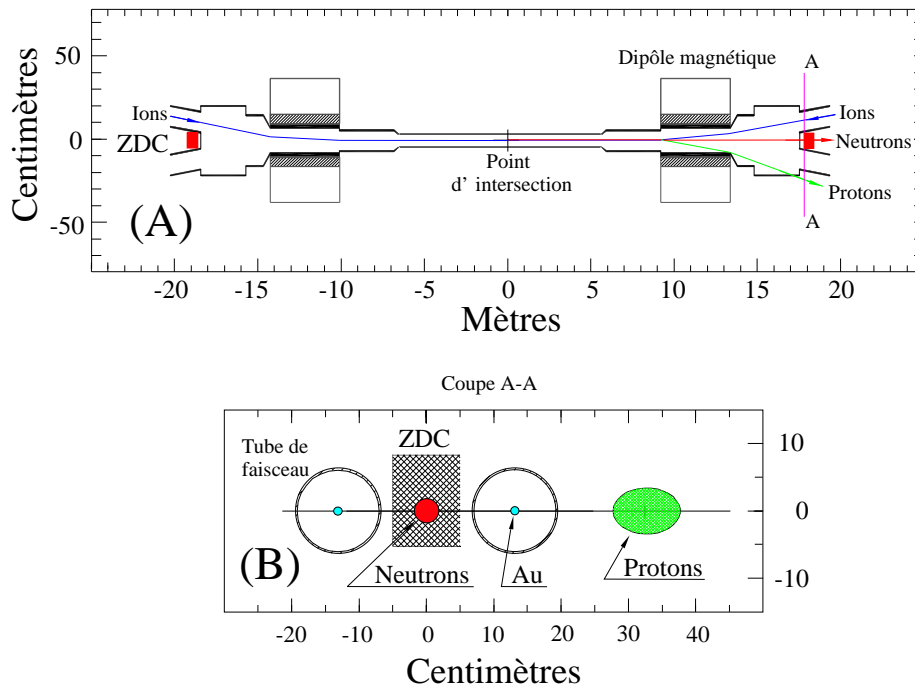 50
0
-50
Centimètres
(A)
Dipôle magnétique
A
Ions
Ions
ZDC
Neutrons
Protons
Point
d' intersection
A
-20
-15
-10
-5
0
5
10
15
20
Mètres
Coupe A-A
Tube de
faisceau
ZDC
10
0
-10
(B)
Neutrons
Au
Protons
-20
-10
0
10
20
30
40
Centimètres